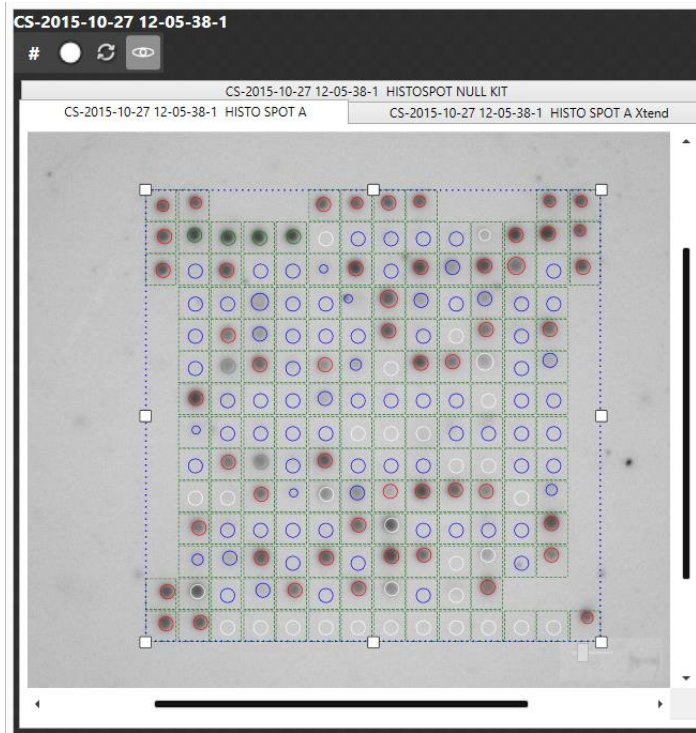 CS-2015-10-27 12-05-38-1
#
CS-2015-10-27 12-05-38-1 HISTOSPOT NULL KIT
CS-2015-10-27 12-05-38-1 HISTO SPOT A
CS-2015-10-27 12-05-38-1 HISTO SPOT A Xtend